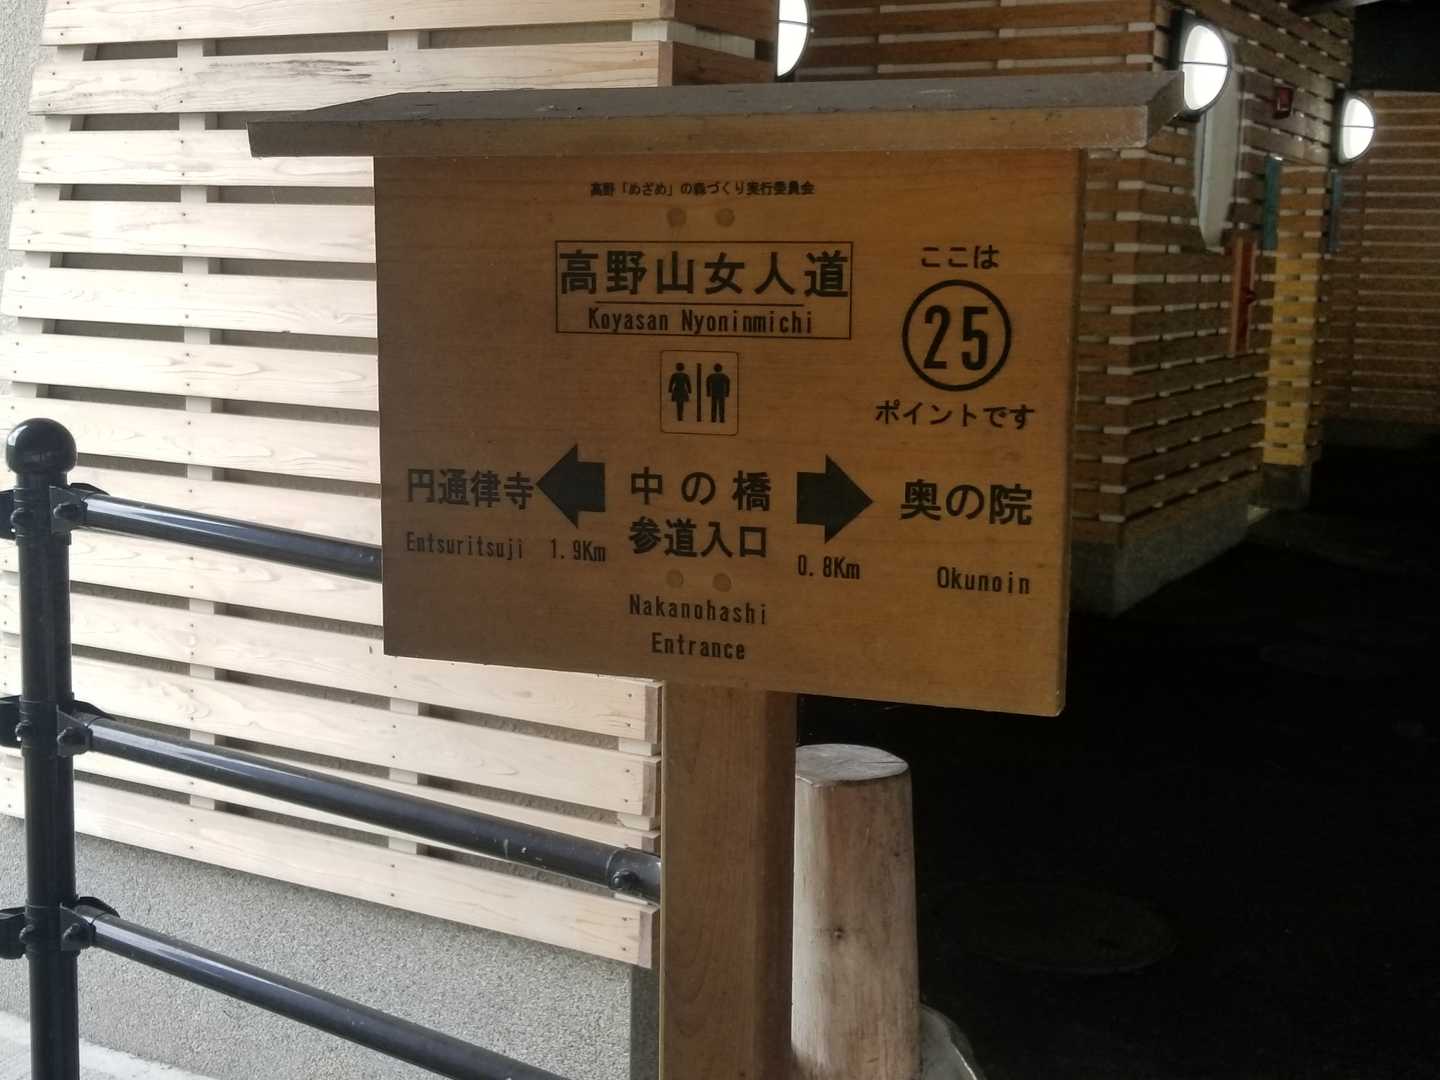 高野「めざめ」の森づくり実行委員会
高野山女人道
Koyasan Nyoninmichi
ここは
25
ポイントです
円通律寺
Entsuritsuji 1.9Km
中の橋
参道入口
Nakanohashi
Entrance
奥の院
0.8Km Okunoin